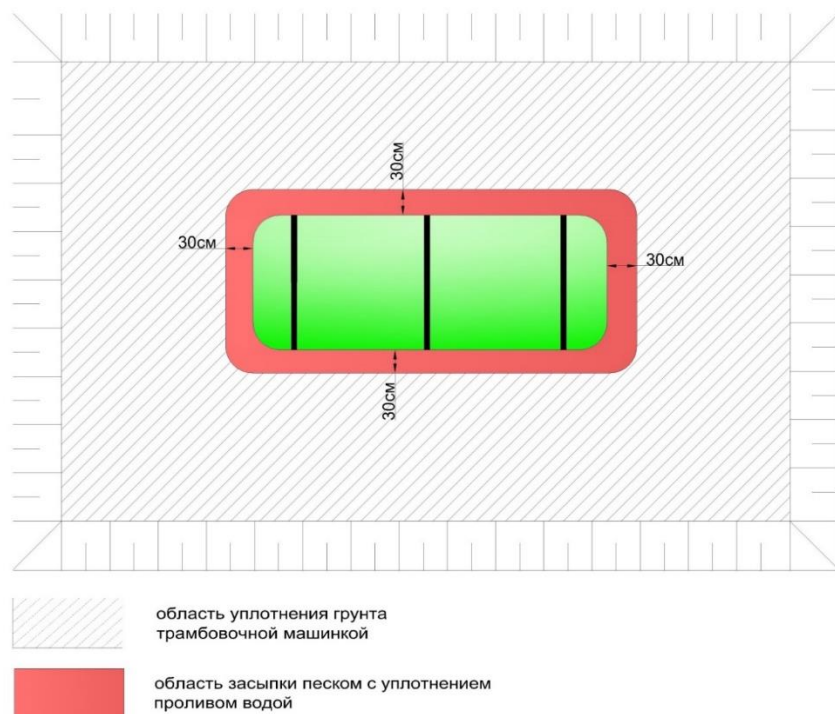 30см
30см
30см
30см
область уплотнения грунта
трамбовочной машинкой
область засыпки песком с уплотнением
проливом водой